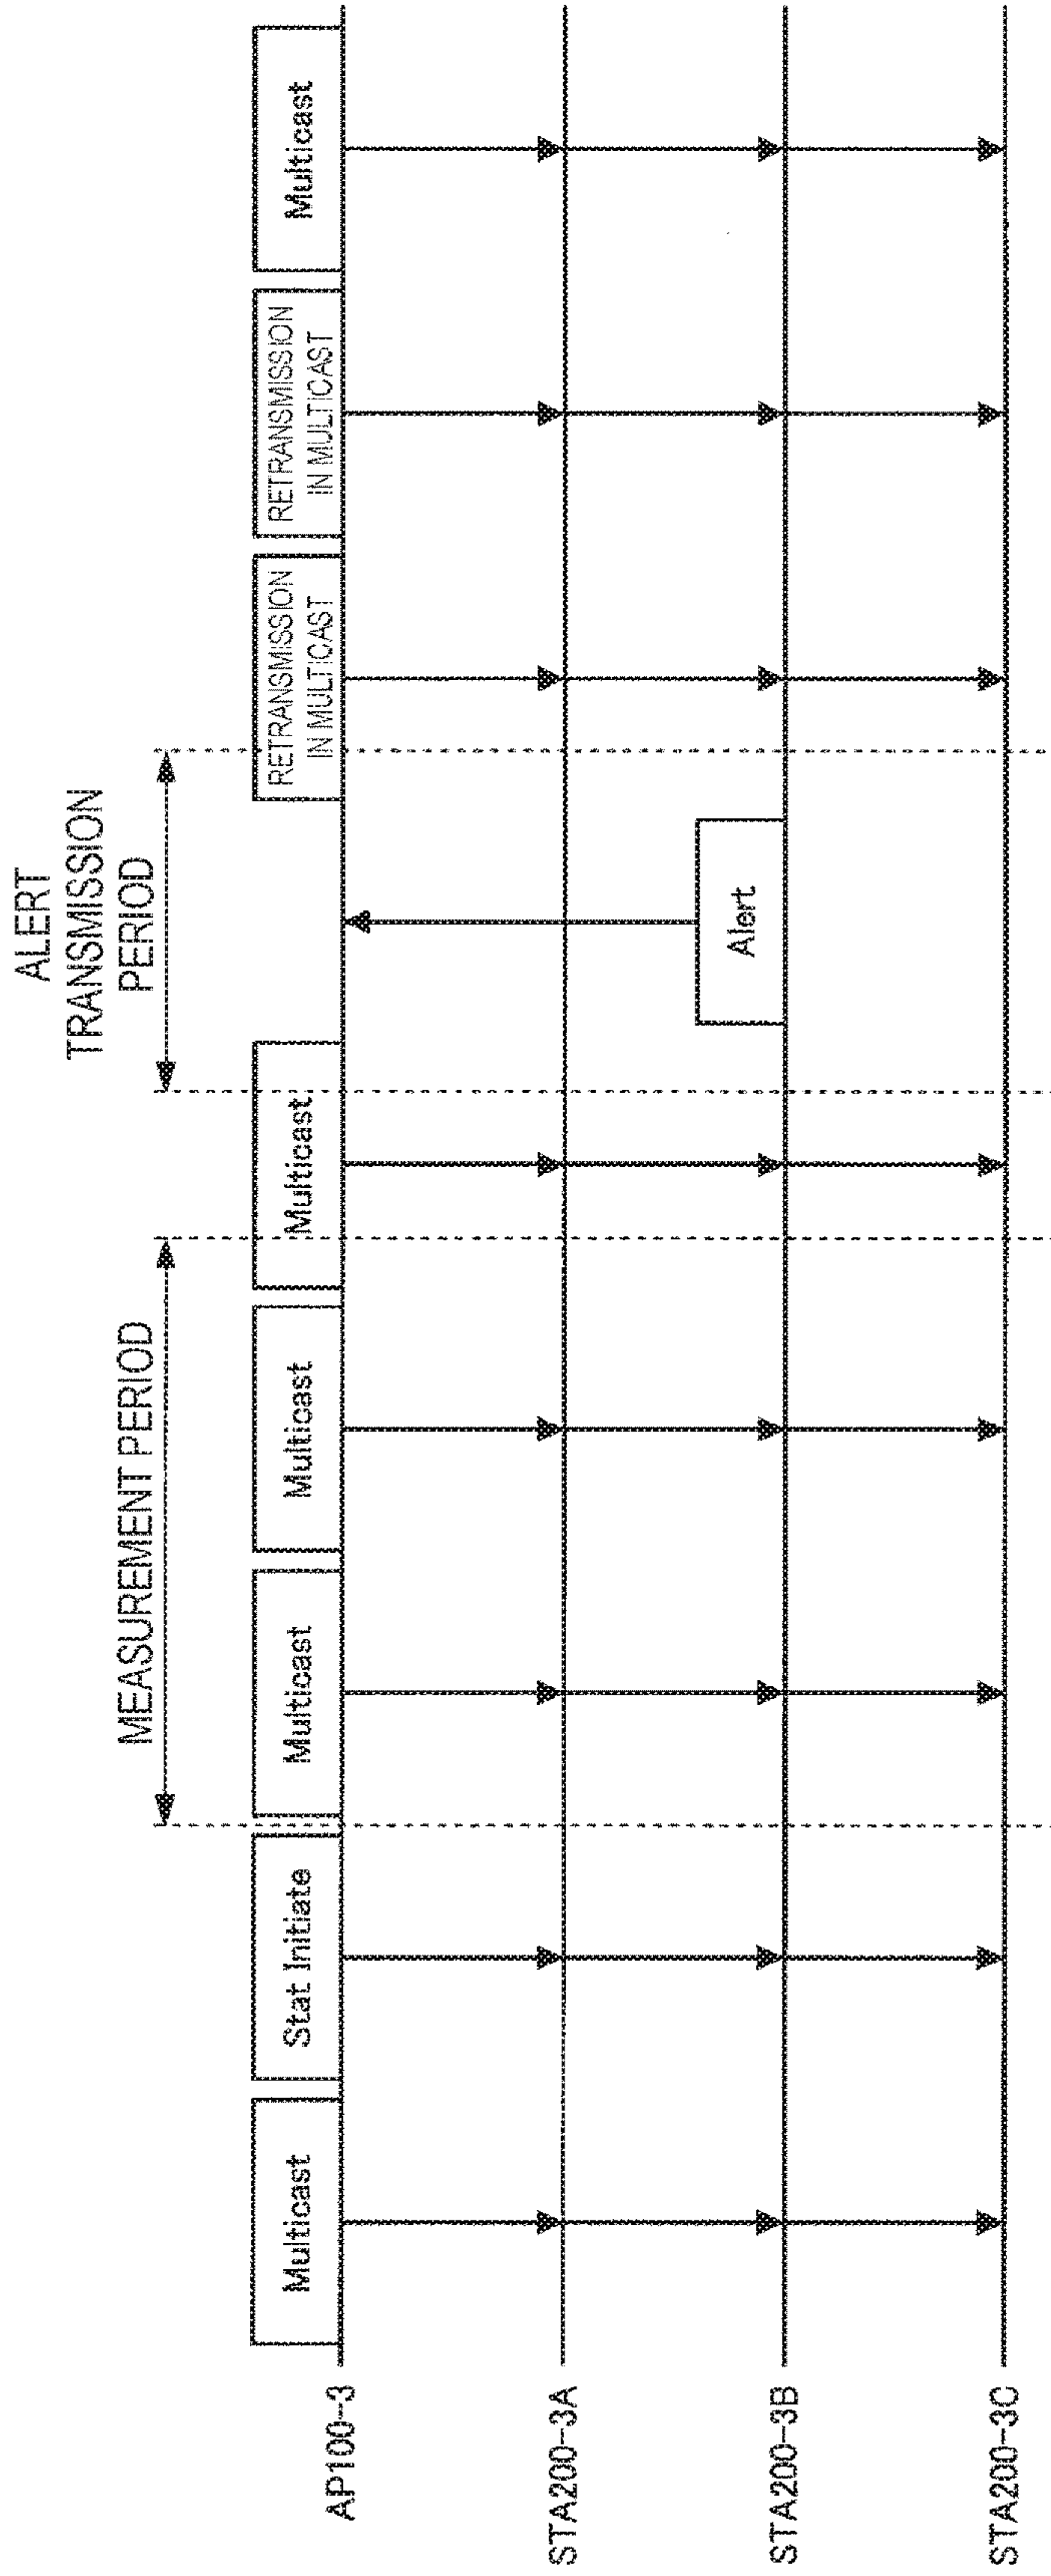 ALERT
TRANSMISSION
PERIOD
MEASUREMENT PERIOD
Multicast
Stat Initiate
Multicast
Multicast
Multicast
RETRANSMISSION
IN MULTICAST
RETRANSMISSION
IN MULTICAST
Multicast
AP100-3
STA200-3A
Alert
STA200-3B
STA200-3C